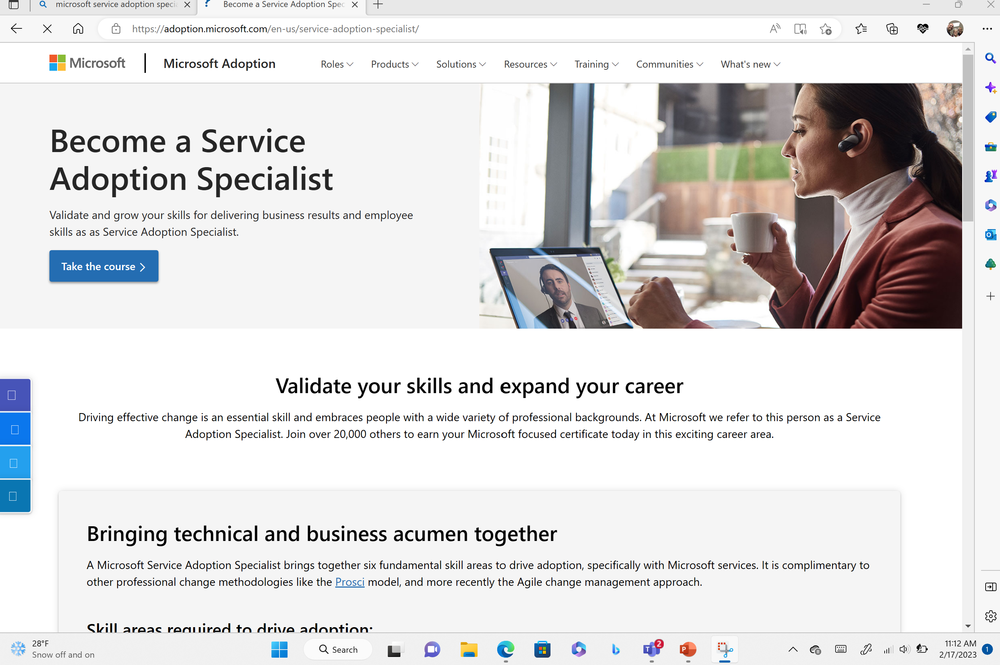 microsoft service adoption specia
Become a Service Adoption Spec
https://adoption.microsoft.com/en-us/service-adoption-specialist/
Microsoft
Microsoft Adoption
Roles
Products
Solutions
Resources
Training
Communities
What's new
Become a Service
Adoption Specialist
Validate and grow your skills for delivering business results and employee
skills as as Service Adoption Specialist.
Take the course
Validate your skills and expand your career
Driving effective change is an essential skill and embraces people with a wide variety of professional backgrounds. At Microsoft we refer to this person as a Service
Adoption Specialist. Join over 20,000 others to earn your Microsoft focused certificate today in this exciting career area.
Bringing technical and business acumen together
A Microsoft Service Adoption Specialist brings together six fundamental skill areas to drive adoption, specifically with Microsoft services. It is complimentary to
other professional change methodologies like the Prosci model, and more recently the Agile change management approach.
Skill areas required to drive adoption:
28°F
Snow off and on
Search
2
11:12 AM
2/17/2023
1